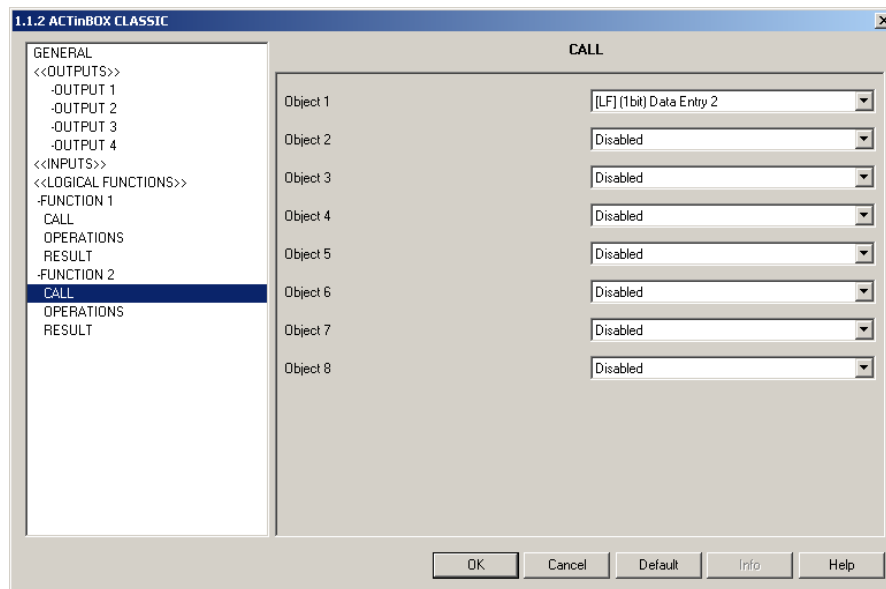 1.1.2 ACTinBOX CLASSIC
GENERAL
<<OUTPUTS>>
-OUTPUT 1
-OUTPUT 2
-OUTPUT 3
-OUTPUT 4
<<INPUTS>>
<<LOGICAL FUNCTIONS>>
-FUNCTION 1
CALL
OPERATIONS
RESULT
-FUNCTION 2
CALL
OPERATIONS
RESULT
CALL
Object 1 [LF] (1bit) Data Entry 2
Object 2 Disabled
Object 3 Disabled
Object 4 Disabled
Object 5 Disabled
Object 6 Disabled
Object 7 Disabled
Object 8 Disabled
OK Cancel Default Info Help